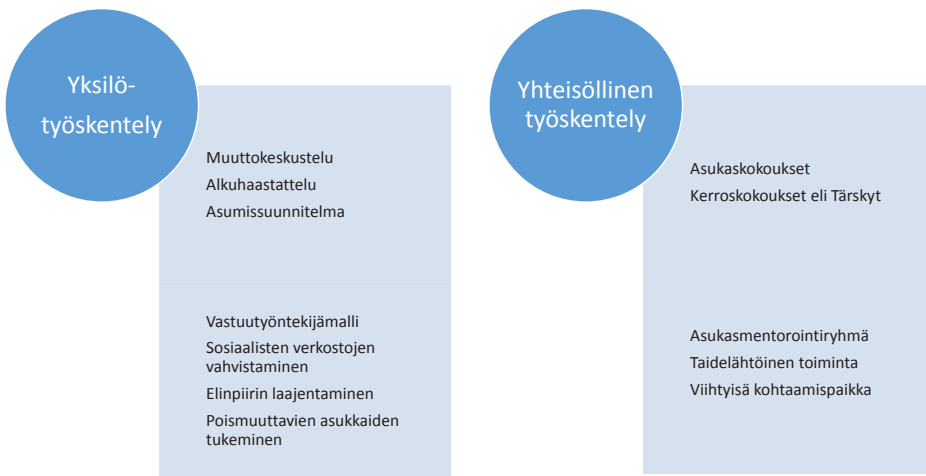 Yksilö-
työskentely
Muuttokeskustelu
Alkuhaastattelu
Asumissuunnitelma
Vastuutyöntekijämalli
Sosiaalisten verkostojen
vahvistaminen
Elinpiirin laajentaminen
Poismuuttavien asukkaiden
tukeminen
Yhteisöllinen
työskentely
Asukaskokoukset
Kerroskokoukset eli Tärskyt
Asukasmentorointiryhmä
Taidelähtöinen toiminta
Viihtyisä kohtaamispaikka